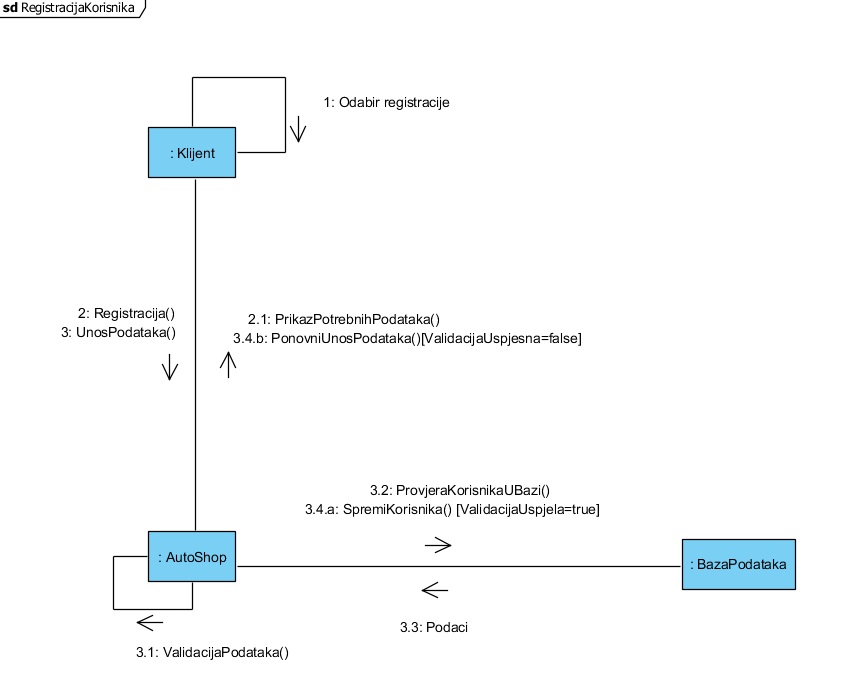 sd RegistracijaKorisnika
1: Odabir registracije
: Klijent
2: Registracija()
3: UnosPodataka()
2.1: PrikazPotrebnihPodataka()
3.4.b: PonovniUnosPodataka()[ValidacijaUspjesna=false]
3.2: ProvjeraKorisnikaUBazi()
3.4.a: SpremiKorisnika() [ValidacijaUspjela=true]
: AutoShop
: BazaPodataka
3.3: Podaci
3.1: ValidacijaPodataka()